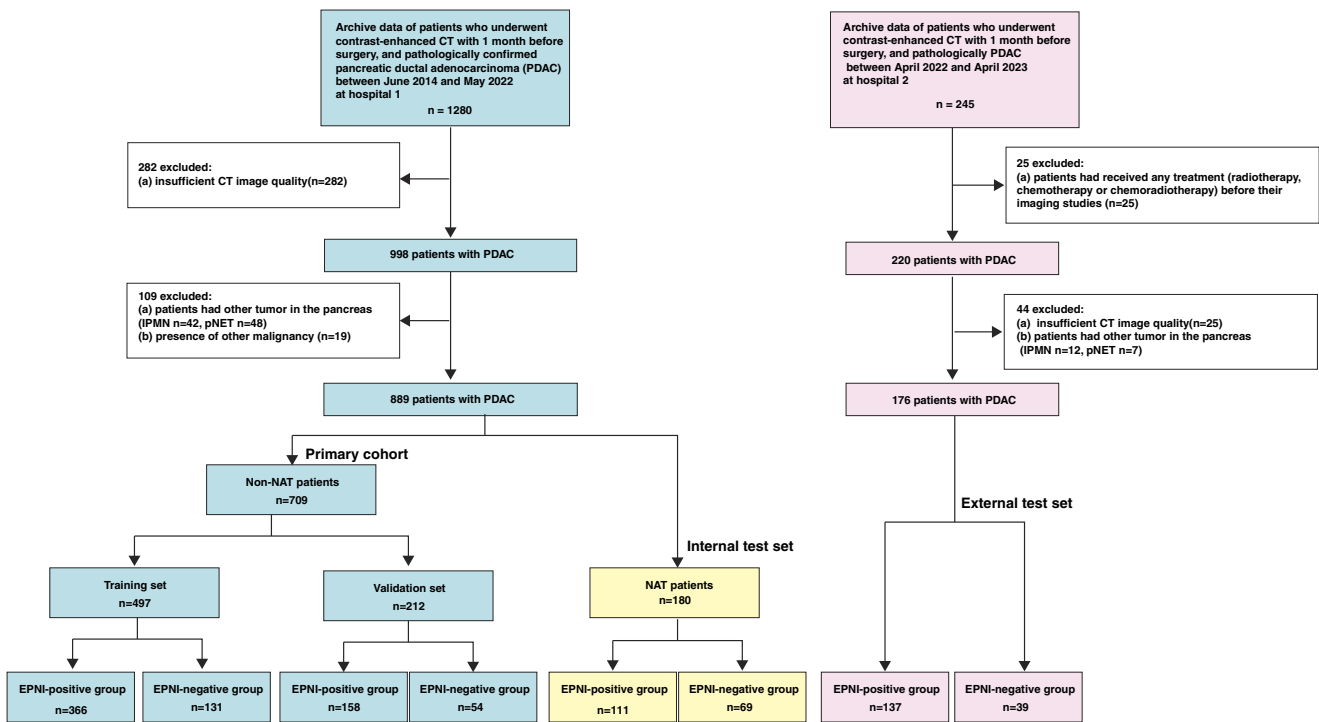 Archive data of patients who underwent
contrast-enhanced CT with 1 month before
surgery, and pathologically confirmed
pancreatic ductal adenocarcinoma (PDAC)
between June 2014 and May 2022
at hospital 1
n = 1280
282 excluded:
(a) insufficient CT image quality(n=282)
998 patients with PDAC
109 excluded:
(a) patients had other tumor in the pancreas
(IPMN n=42, pNET n=48)
(b) presence of other malignancy (n=19)
889 patients with PDAC
Primary cohort
Non-NAT patients
n=709
Training set
n=497
Validation set
n=212
EPNI-positive group
n=366
EPNI-negative group
n=131
EPNI-positive group
n=158
EPNI-negative group
n=54
Internal test set
NAT patients
n=180
EPNI-positive group
n=111
EPNI-negative group
n=69
Archive data of patients who underwent
contrast-enhanced CT with 1 month before
surgery, and pathologically PDAC
between April 2022 and April 2023
at hospital 2
n = 245
25 excluded:
(a) patients had received any treatment (radiotherapy,
chemotherapy or chemoradiotherapy) before their
imaging studies (n=25)
220 patients with PDAC
44 excluded:
(a) insufficient CT image quality(n=25)
(b) patients had other tumor in the pancreas
(IPMN n=12, pNET n=7)
176 patients with PDAC
External test set
EPNI-positive group
n=137
EPNI-negative group
n=39